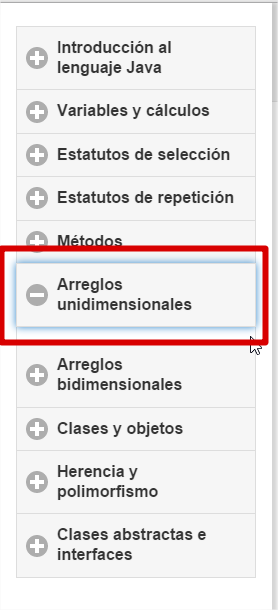 Introducción al
lenguaje Java
Variables y cálculos
Estatutos de selección
Estatutos de repetición
Métodos
Arreglos
unidimensionales
Arreglos
bidimensionales
Clases y objetos
Herencia y
polimorfismo
Clases abstractas e
interfaces